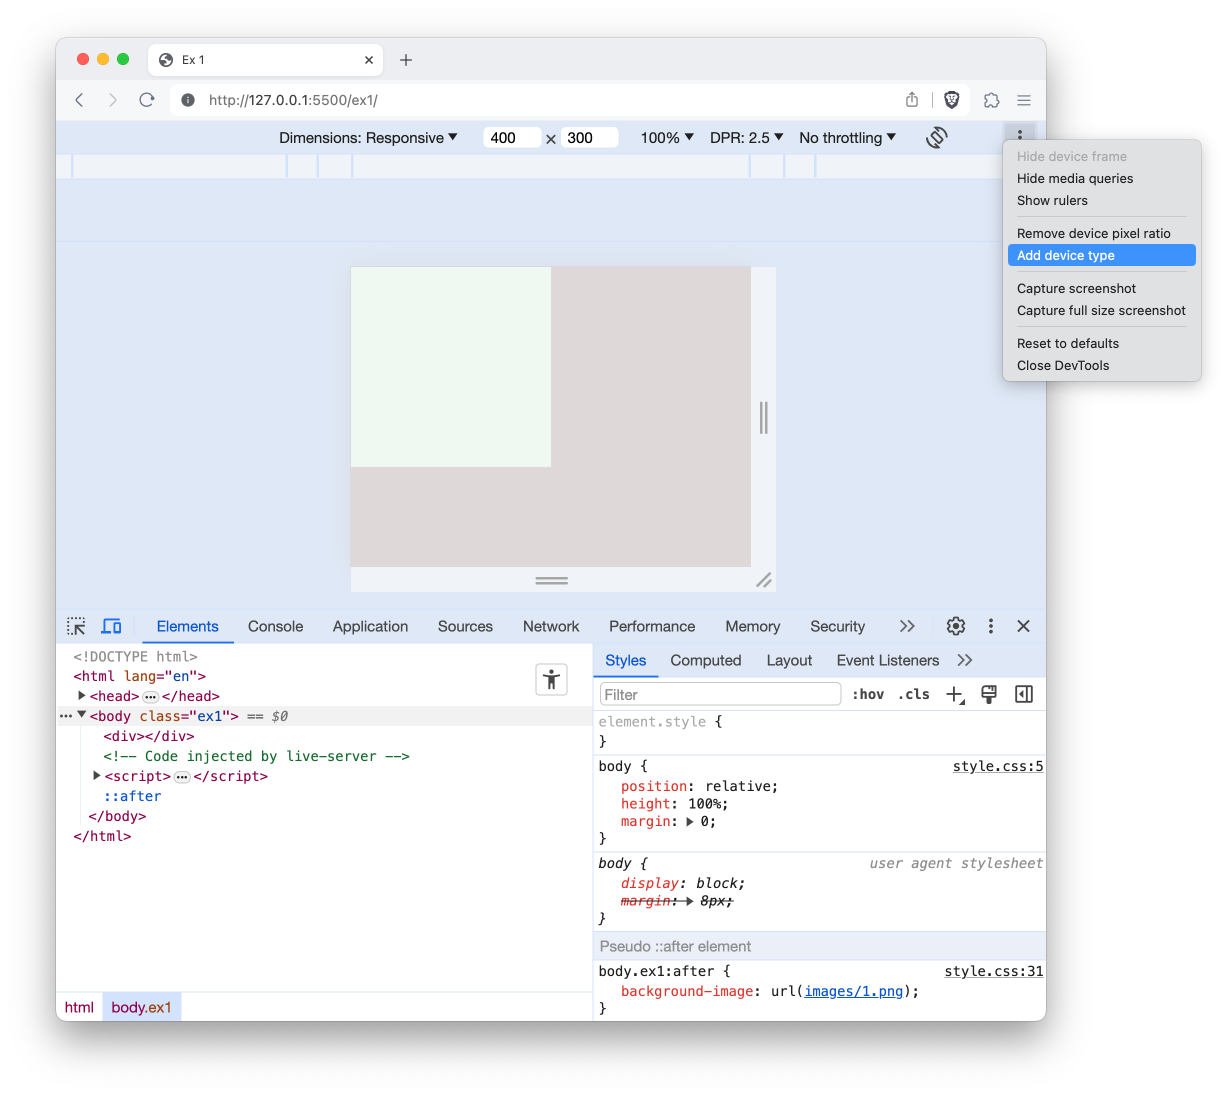 Ex 1
http://127.0.0.1:5500/ex1/
Dimensions: Responsive ▼ 400 × 300 100% ▼ DPR: 2.5 ▼ No throttling ▼
Hide device frame
Hide media queries
Show rulers
Remove device pixel ratio
Add device type
Capture screenshot
Capture full size screenshot
Reset to defaults
Close DevTools
Elements Console Application Sources Network Performance Memory Security
<!DOCTYPE html>
<html lang="en">
<head> ••• </head>
••• <body class="ex1"> == $0
<div></div>
<!-- Code injected by live-server -->
<script> ••• </script>
::after
</body>
</html>
html body.ex1
Styles Computed Layout Event Listeners
Filter :hov .cls
element.style {
}
body { style.css:5
position: relative;
height: 100%;
margin: ▶ 0;
}
body { user agent stylesheet
display: block;
margin: ▶ 8px;
}
Pseudo ::after element
body.ex1:after { style.css:31
background-image: url(images/1.png);
}